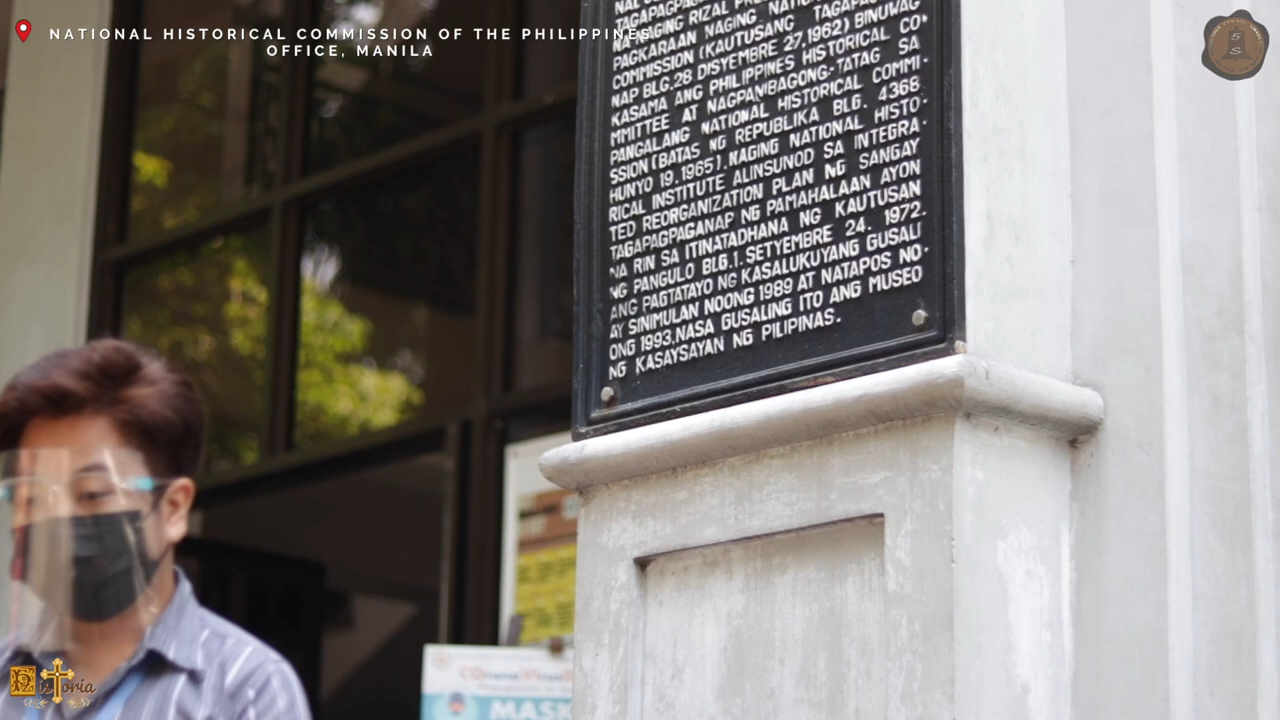 NATIONAL HISTORICAL COMMISSION OF THE PHILIPPINES
OFFICE, MANILA
5
S
Historia
NAGING RIZAL
PAGKARAAN NAGING NATION
COMMISSION (KAUTUSANG TAGAPAG
NAP BLG.28 DISYEMBRE 27,1962) BINUWAG
KASAMA ANG PHILIPPINES HISTORICAL CO·
MMITTEE AT NAGPANIBAGONG-TATAG SA
PANGALANG NATIONAL HISTORICAL COMMI·
SSION (BATAS NG REPUBLIKA BLG. 4368
HUNYO 19,1965). NAGING NATIONAL HISTO·
RICAL INSTITUTE ALINSUNOD SA INTEGRA·
TED REORGANIZATION PLAN NG SANGAY
TAGAPAGPAGANAP NG PAMAHALAAN AYON
NA RIN SA ITINATADHANA NG KAUTUSAN
NG PANGULO BLG.1. SETYEMBRE 24. 1972.
ANG PAGTATAYO NG KASALUKUYANG GUSALI
AY SINIMULAN NOONG 1989 AT NATAPOS NO·
ONG 1993.NASA GUSALING ITO ANG MUSEO
NG KASAYSAYAN NG PILIPINAS.
MASK